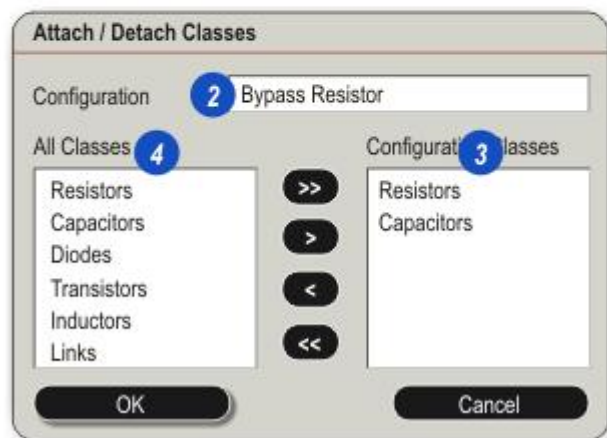 Attach / Detach Classes
Configuration 2 Bypass Resistor
All Classes 4
Configurati 3 lasses
Resistors
Capacitors
Diodes
Transistors
Inductors
Links
>>
>
<
<<
Resistors
Capacitors
OK
Cancel